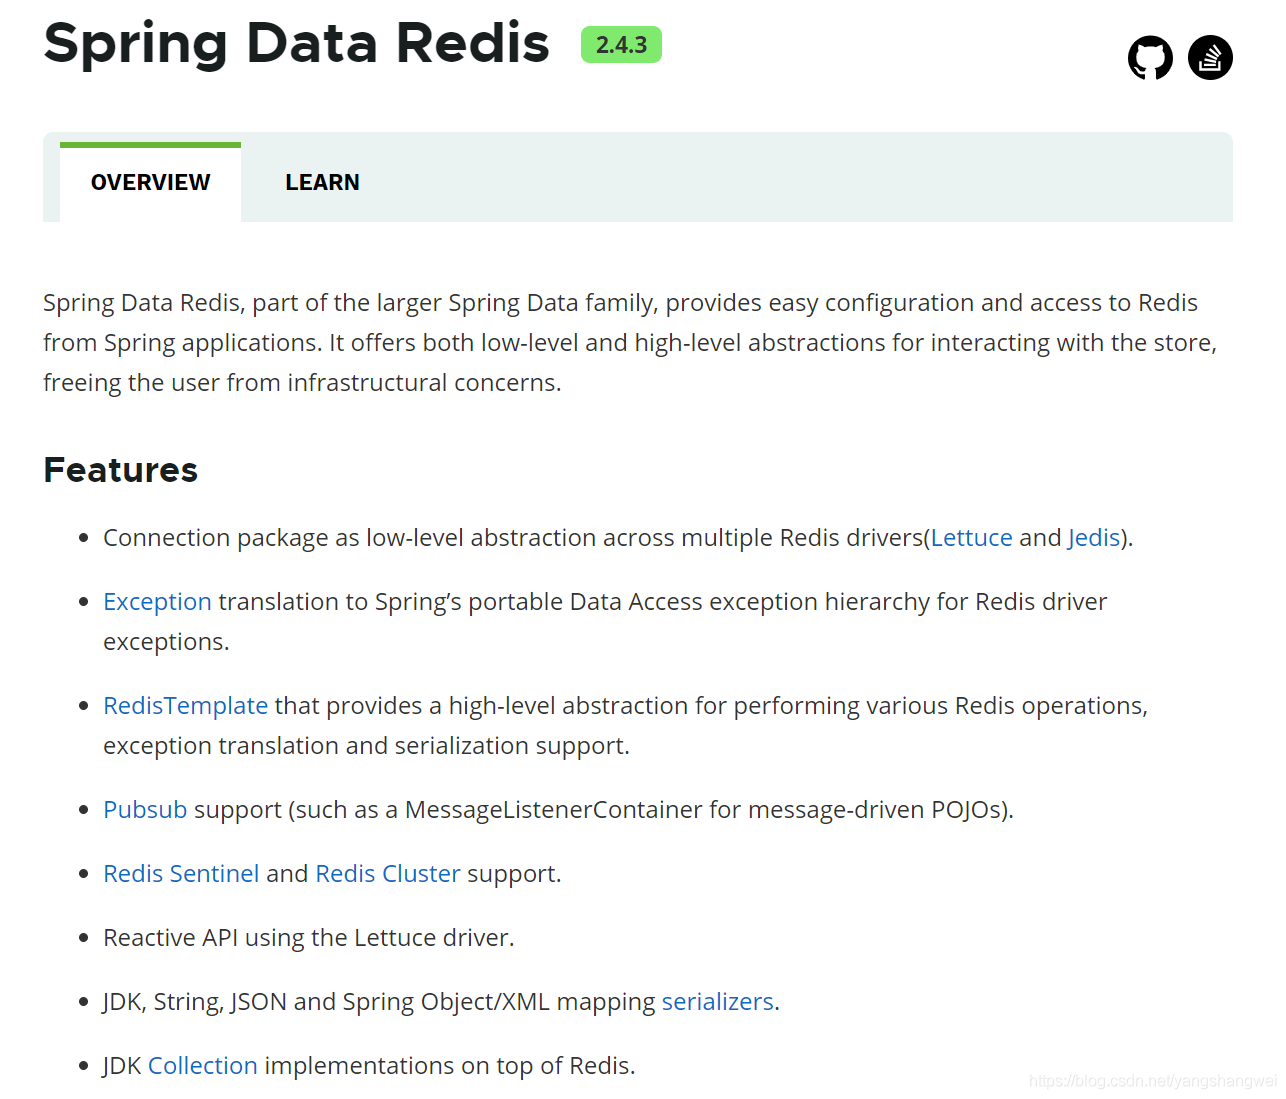 Spring Data Redis 2.4.3
OVERVIEW LEARN
Spring Data Redis, part of the larger Spring Data family, provides easy configuration and access to Redis
from Spring applications. It offers both low-level and high-level abstractions for interacting with the store,
freeing the user from infrastructural concerns.
Features
• Connection package as low-level abstraction across multiple Redis drivers(Lettuce and Jedis).
• Exception translation to Spring’s portable Data Access exception hierarchy for Redis driver
exceptions.
• RedisTemplate that provides a high-level abstraction for performing various Redis operations,
exception translation and serialization support.
• Pubsub support (such as a MessageListenerContainer for message-driven POJOs).
• Redis Sentinel and Redis Cluster support.
• Reactive API using the Lettuce driver.
• JDK, String, JSON and Spring Object/XML mapping serializers.
• JDK Collection implementations on top of Redis.
https://blog.csdn.net/yangshangwei